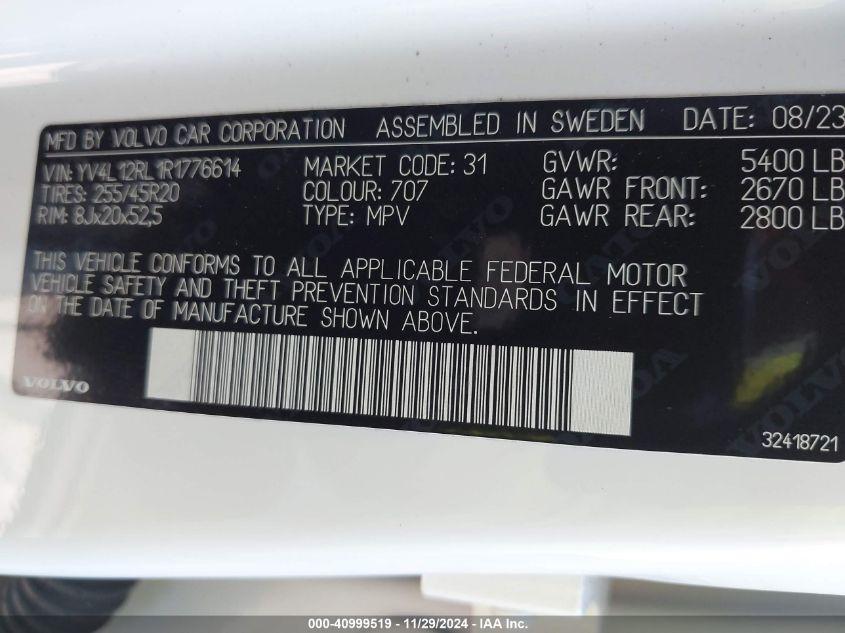 MFD BY VOLVO CAR CORPORATION ASSEMBLED IN SWEDEN DATE: 08/23
VIN: YV4L12RL1R1776614 MARKET CODE: 31 GVWR: 5400 LB
TIRES: 255/45R20 COLOUR: 707 GAWR FRONT: 2670 LB
RIM: 8Jx20x52,5 TYPE: MPV GAWR REAR: 2800 LB
THIS VEHICLE CONFORMS TO ALL APPLICABLE FEDERAL MOTOR
VEHICLE SAFETY AND THEFT PREVENTION STANDARDS IN EFFECT
ON THE DATE OF MANUFACTURE SHOWN ABOVE.
VOLVO
32418721
000-40999519 - 11/29/2024 - IAA Inc.